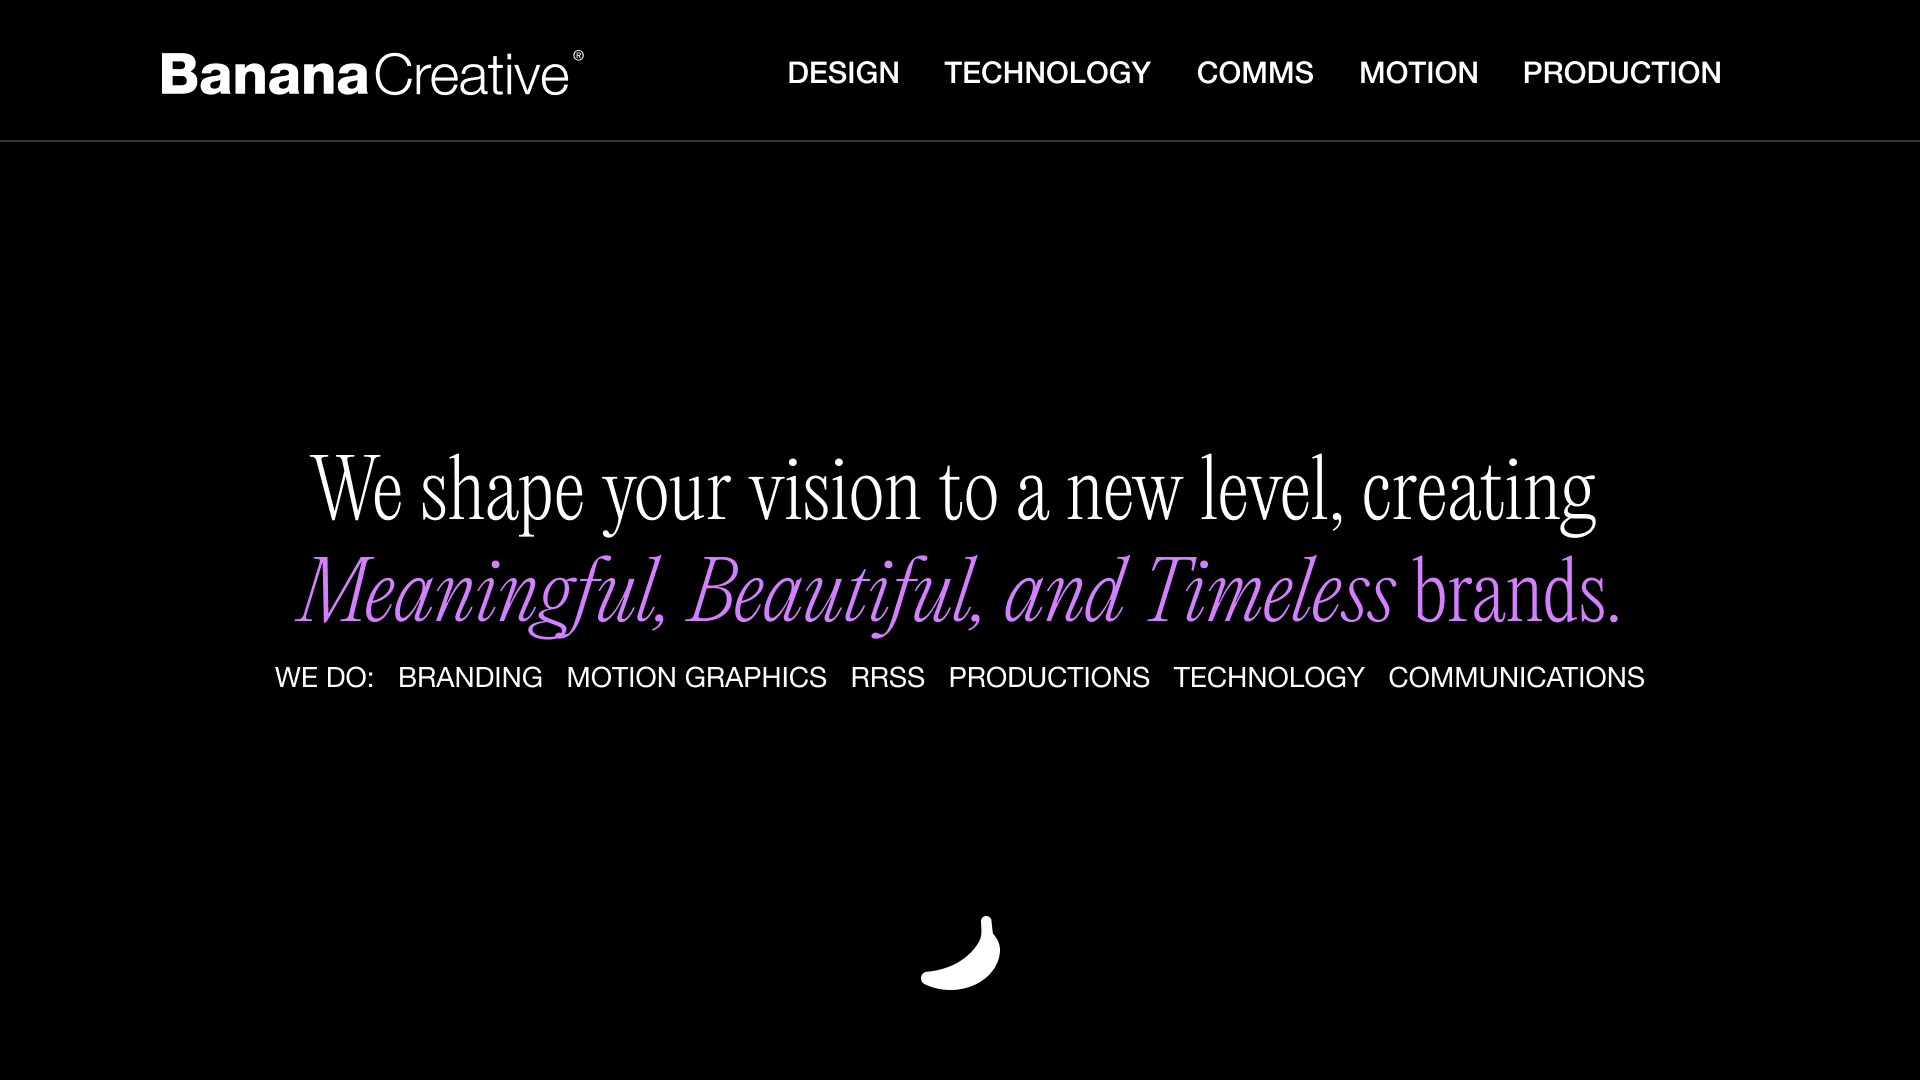 BananaCreative®
DESIGN TECHNOLOGY COMMS MOTION PRODUCTION
We shape your vision to a new level, creating
Meaningful, Beautiful, and Timeless brands.
WE DO: BRANDING MOTION GRAPHICS RRSS PRODUCTIONS TECHNOLOGY COMMUNICATIONS